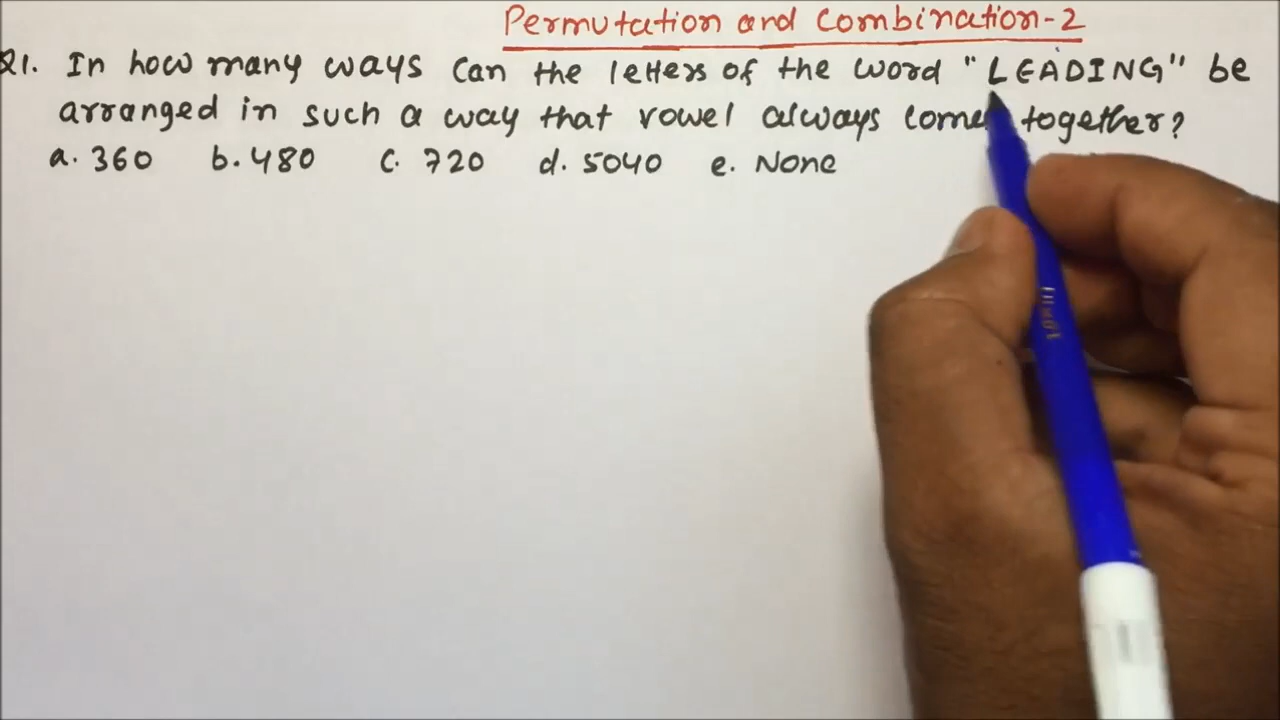 Permutation and Combination-2
Q1. In how many ways can the letters of the word "LEADING" be
arranged in such a way that vowel always come together?
a. 360 b. 480 c. 720 d. 5040 e. None